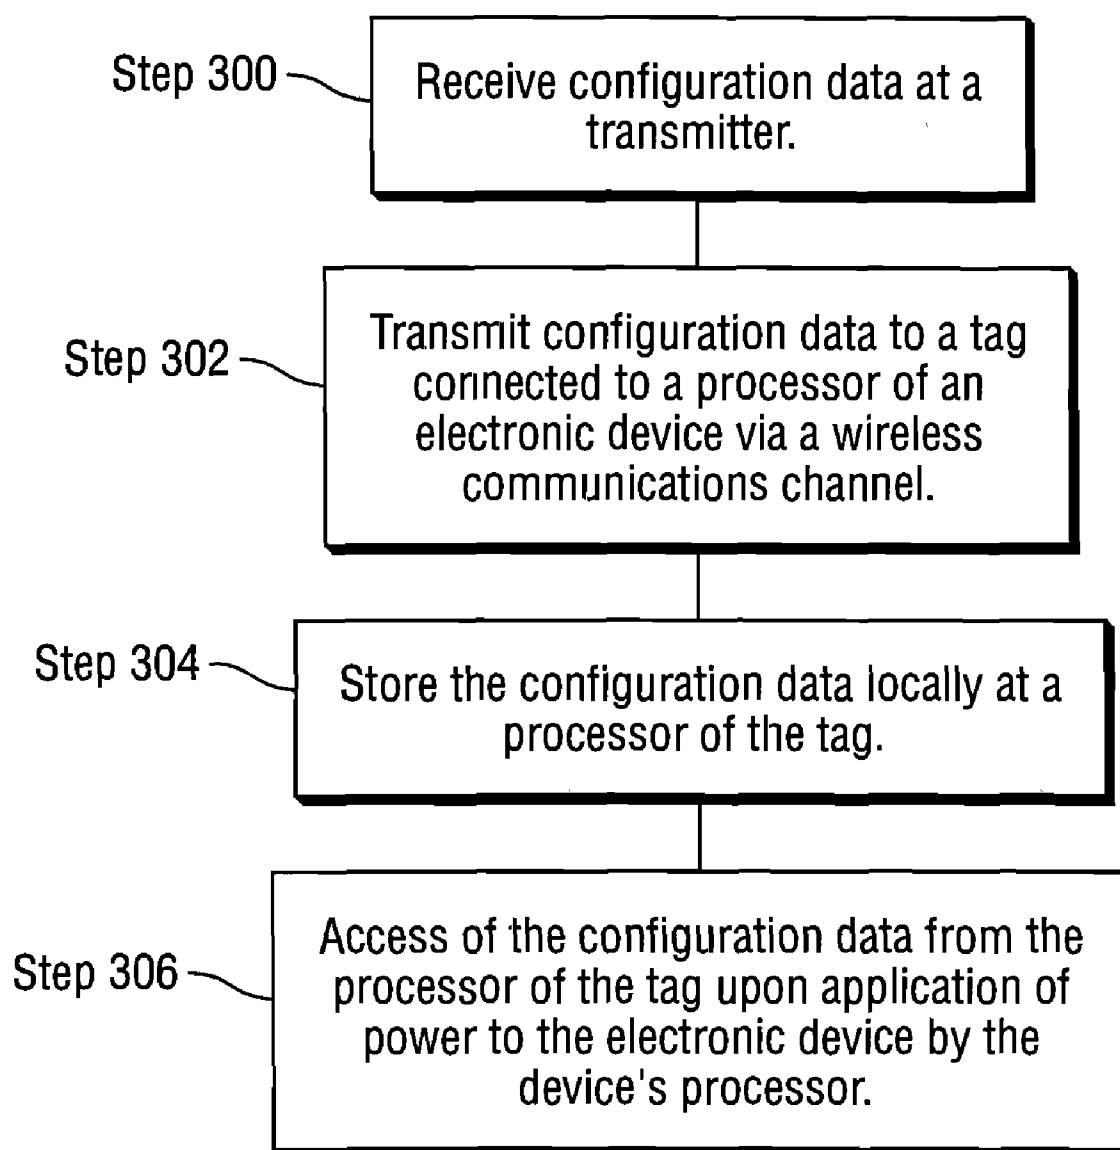 Step 300
Receive configuration data at a
transmitter.
Step 302
Transmit configuration data to a tag
connected to a processor of an
electronic device via a wireless
communications channel.
Step 304
Store the configuration data locally at a
processor of the tag.
Step 306
Access of the configuration data from the
processor of the tag upon application of
power to the electronic device by the
device's processor.